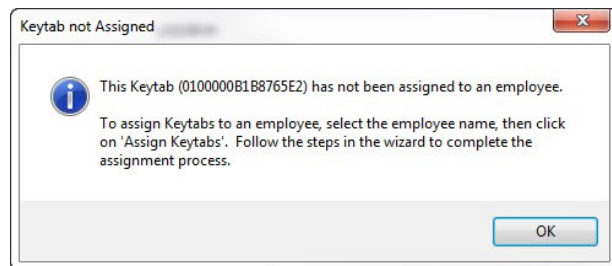 Keytab not Assigned
This Keytab (0100000B1B8765E2) has not been assigned to an employee.
To assign Keytabs to an employee, select the employee name, then click
on 'Assign Keytabs'. Follow the steps in the wizard to complete the
assignment process.
OK